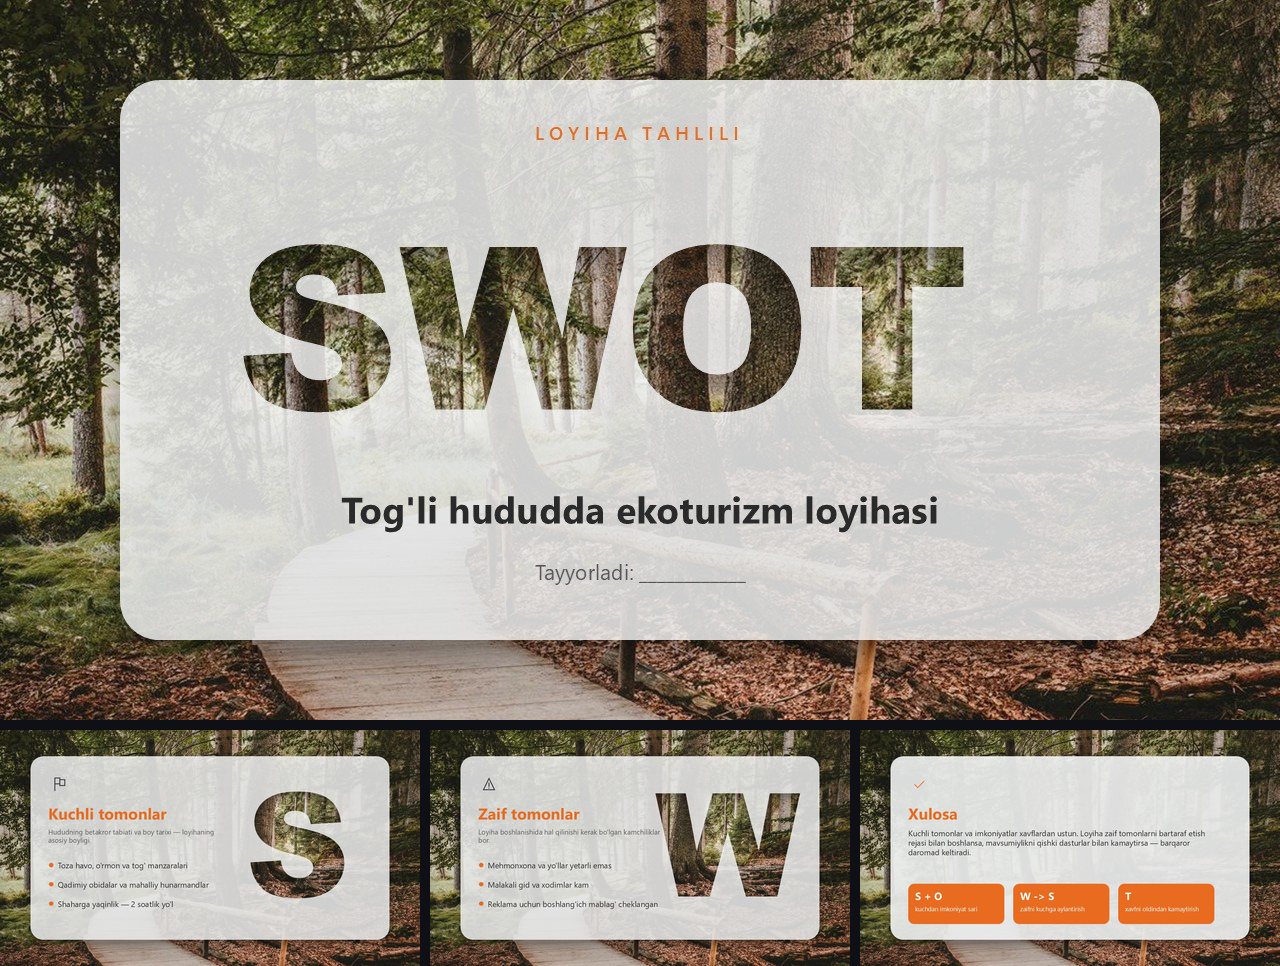 LOYIHA TAHLILI
SWOT
Tog'li hududda ekoturizm loyihasi
Tayyorladi: ____________
Kuchli tomonlar
Hududning betakror tabiati va boy tarixi — loyihaning
asosiy boyligi.
Toza havo, o'rmon va tog' manzaralari
Qadimiy obidalar va mahalliy hunarmandlar
Shaharga yaqinlik — 2 soatlik yo'l
S
Zaif tomonlar
Loyiha boshlanishida hal qilinishi kerak bo'lgan kamchiliklar
bor.
Mehmonxona va yo'llar yetarli emas
Malakali gid va xodimlar kam
Reklama uchun boshlang'ich mablag' cheklangan
W
Xulosa
Kuchli tomonlar va imkoniyatlar xavflardan ustun. Loyiha zaif tomonlarni bartaraf etish
rejasi bilan boshlansa, mavsumiylikni qishki dasturlar bilan kamaytirsa — barqaror
daromad keltiradi.
S + O
kuchdan imkoniyat sari
W -> S
zaifni kuchga aylantirish
T
xavfni oldindan kamaytirish